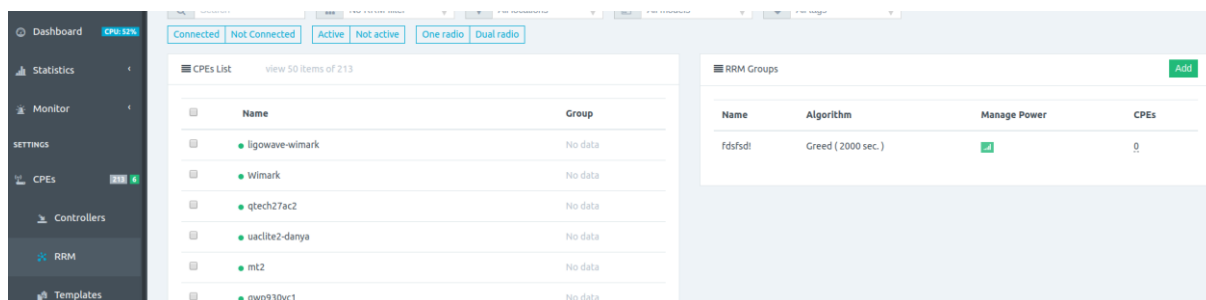 Dashboard CPU: 52%
Statistics
Monitor
SETTINGS
CPEs 213 6
Controllers
RRM
Templates
Search
Connected Not Connected Active Not active One radio Dual radio
CPEs List view 50 items of 213
Name Group
ligowave-wimark No data
Wimark No data
qtech27ac2 No data
uaclite2-danya No data
mt2 No data
gwp930vc1 No data
RRM Groups Add
Name Algorithm Manage Power CPEs
fdsfsd! Greed ( 2000 sec. ) 0